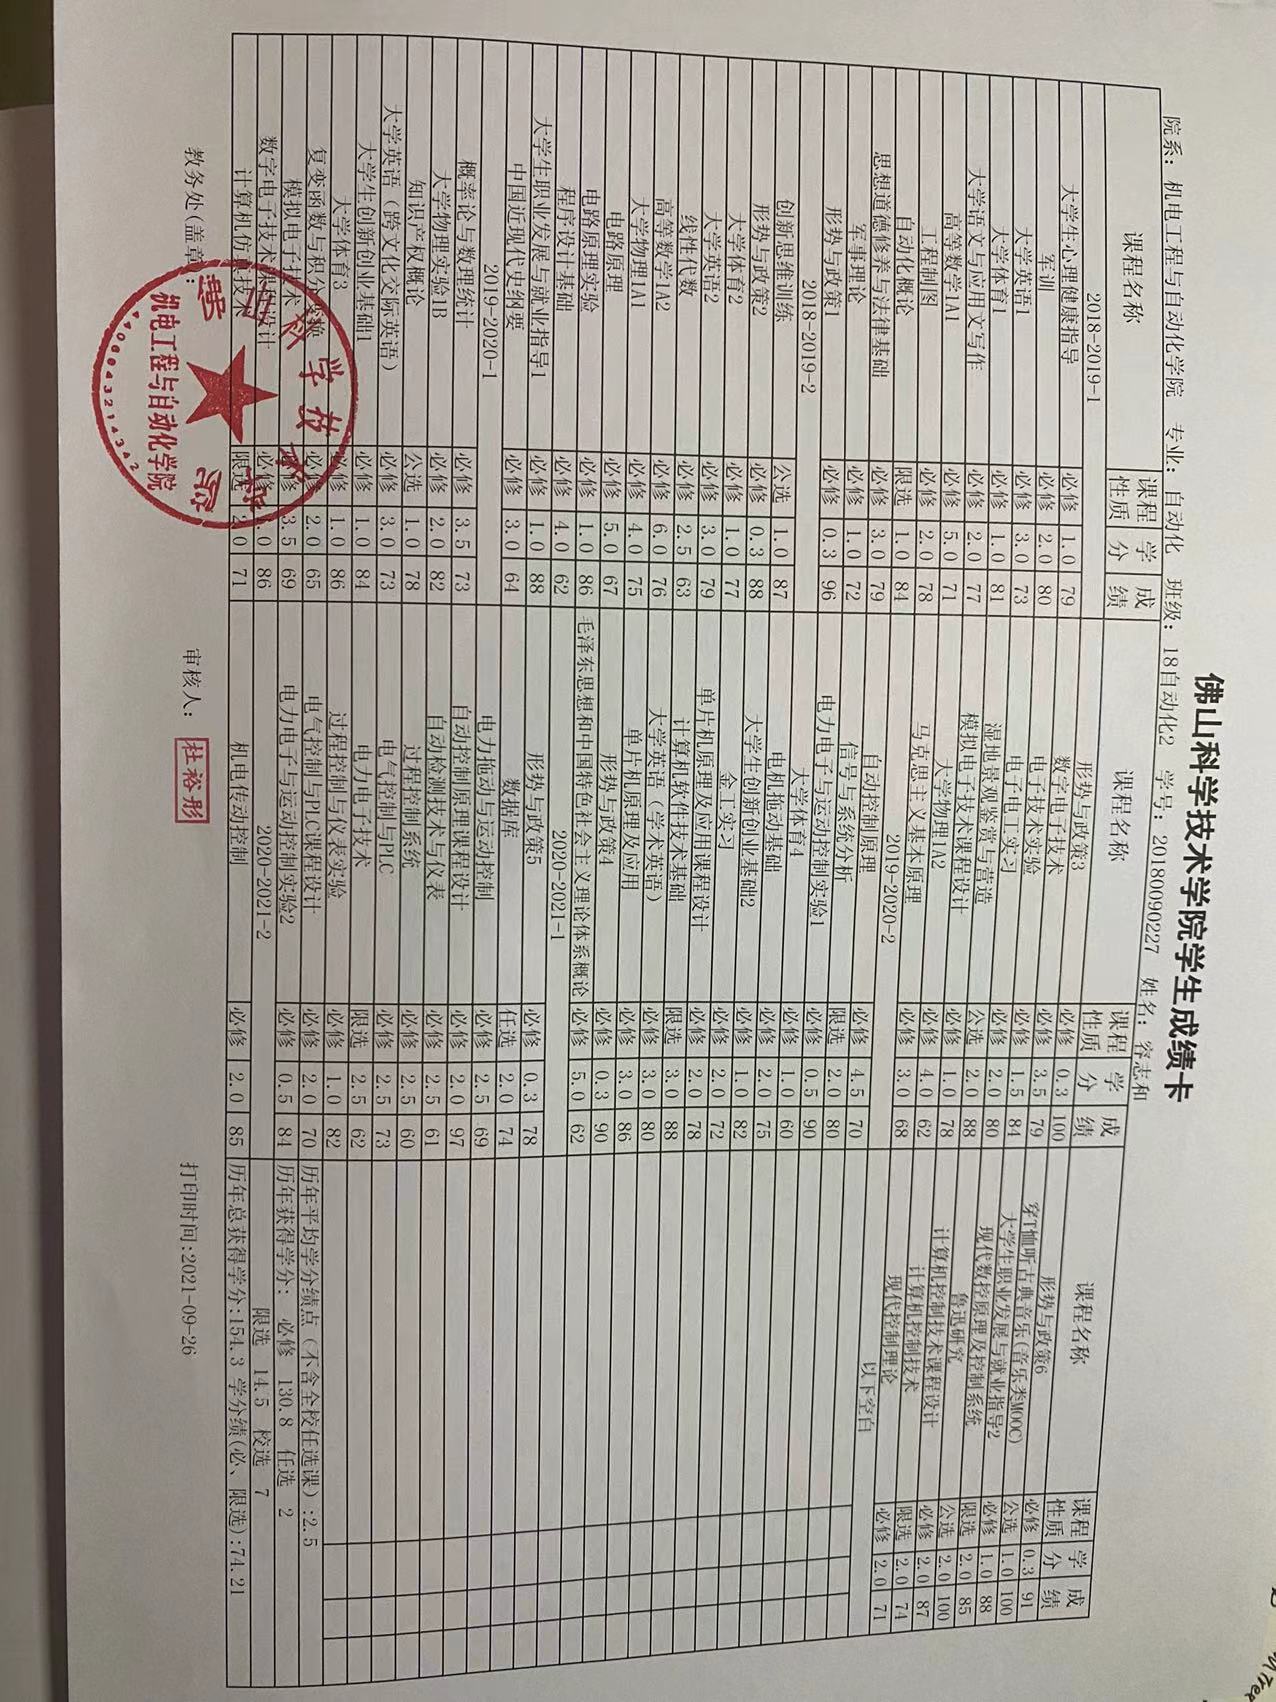 佛山科学技术学院学生成绩卡
院系：机电工程与自动化学院 专业：自动化 班级：18自动化2 学号：20180090227 姓名：容志和
课程名称 课程性质 学分 成绩
2018-2019-1
大学生心理健康指导 必修 1.0 79
军训 必修 2.0 80
大学英语1 必修 3.0 73
大学体育1 必修 1.0 81
大学语文与应用文写作 必修 2.0 77
高等数学1A1 必修 5.0 71
工程制图 必修 2.0 78
自动化概论 限选 1.0 84
思想道德修养与法律基础 必修 3.0 79
军事理论 必修 1.0 72
形势与政策1 必修 0.3 96
2018-2019-2
创新思维训练 公选 1.0 87
形势与政策2 必修 0.3 88
大学体育2 必修 1.0 77
大学英语2 必修 3.0 79
线性代数 必修 2.5 63
高等数学1A2 必修 6.0 76
大学物理1A1 必修 4.0 75
电路原理 必修 5.0 67
电路原理实验 必修 1.0 86
程序设计基础 必修 4.0 62
大学生职业发展与就业指导1 必修 1.0 88
中国近现代史纲要 必修 3.0 64
2019-2020-1
概率论与数理统计 必修 3.5 73
大学物理实验1B 必修 2.0 82
知识产权概论 公选 1.0 78
大学英语（跨文化交际英语） 必修 3.0 73
大学生创新创业基础1 必修 1.0 84
大学体育3 必修 1.0 86
复变函数与积分变换 必修 2.0 65
模拟电子技术 必修 3.5 69
数字电子技术课程设计 必修 1.0 86
计算机仿真技术 限选 2.0 71
课程名称 课程性质 学分 成绩
形势与政策3 必修 0.3 100
数字电子技术 必修 3.5 79
电子技术实验 必修 1.5 84
电子电工实习 必修 2.0 80
湿地景观鉴赏与营造 公选 2.0 88
模拟电子技术课程设计 必修 1.0 78
大学物理1A2 必修 4.0 62
马克思主义基本原理 必修 3.0 68
2019-2020-2
自动控制原理 必修 4.5 70
信号与系统分析 限选 2.0 80
电力电子与运动控制实验1 必修 0.5 90
大学体育4 必修 1.0 60
电机拖动基础 必修 2.0 75
大学生创新创业基础2 必修 1.0 82
金工实习 必修 2.0 72
单片机原理及应用课程设计 必修 2.0 78
计算机软件技术基础 限选 3.0 88
大学英语（学术英语） 必修 3.0 80
单片机原理及应用 必修 3.0 86
形势与政策4 必修 0.3 90
毛泽东思想和中国特色社会主义理论体系概论 必修 5.0 62
2020-2021-1
形势与政策5 必修 0.3 78
数据库 任选 2.0 74
电力拖动与运动控制 必修 2.5 69
自动控制原理课程设计 必修 2.0 97
自动检测技术与仪表 必修 2.5 61
过程控制系统 必修 2.5 60
电气控制与PLC 必修 2.5 73
电力电子技术 限选 2.5 62
过程控制与仪表实验 必修 1.0 82
电气控制与PLC课程设计 必修 2.0 70
电力电子与运动控制实验2 必修 0.5 84
2020-2021-2
机电传动控制 必修 2.0 85
课程名称 课程性质 学分 成绩
形势与政策6 必修 0.3 91
穿T恤听古典音乐(音乐类MOOC) 公选 1.0 100
大学生职业发展与就业指导2 必修 1.0 88
现代数控原理及控制系统 限选 2.0 85
鲁迅研究 公选 2.0 100
计算机控制技术课程设计 必修 2.0 87
计算机控制技术 限选 2.0 74
现代控制理论 必修 2.0 71
以下空白
历年平均学分绩点（不含全校任选课）:2.5
历年获得学分： 必修 130.8 任选 2
限选 14.5 校选 7
历年总获得学分:154.3 学分绩(必、限选):74.21
教务处(盖章)：
机电工程与自动化学院
审核人：
杜裕彤
打印时间:2021-09-26